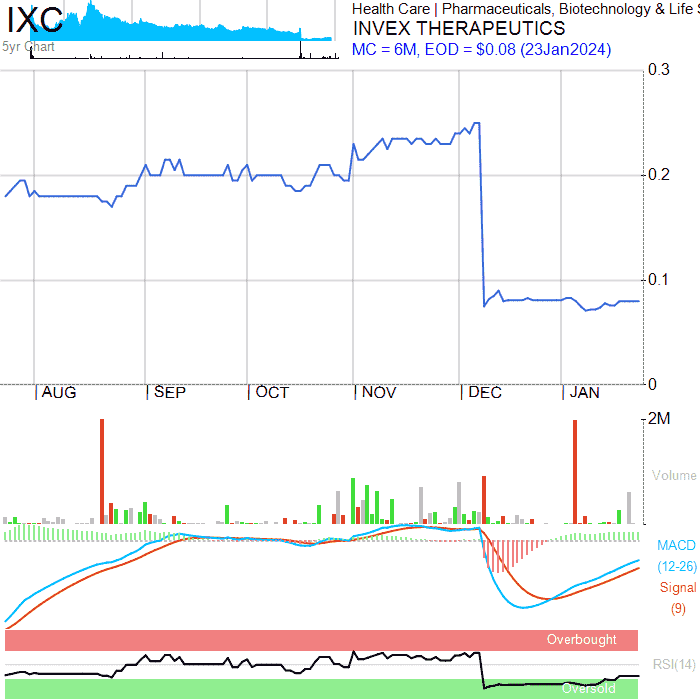 IXC
5yr Chart
Health Care | Pharmaceuticals, Biotechnology & Life S
INVEX THERAPEUTICS
MC = 6M, EOD = $0.08 (23Jan2024)
0.3
0.2
0.1
0
AUG SEP OCT NOV DEC JAN
2M
Volume
MACD
(12-26)
Signal
(9)
Overbought
RSI(14)
Oversold